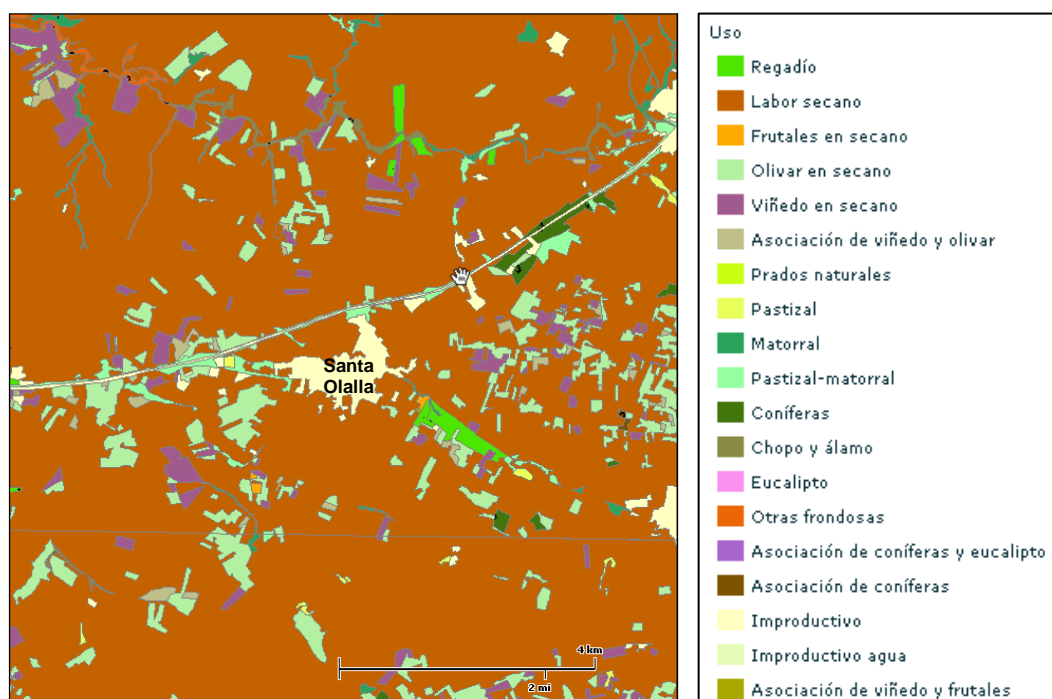 Santa
Olalla
4 km
2 mi
Uso
Regadío
Labor secano
Frutales en secano
Olivar en secano
Viñedo en secano
Asociación de viñedo y olivar
Prados naturales
Pastizal
Matorral
Pastizal-matorral
Coníferas
Chopo y álamo
Eucalipto
Otras frondosas
Asociación de coníferas y eucalipto
Asociación de coníferas
Improductivo
Improductivo agua
Asociación de viñedo y frutales